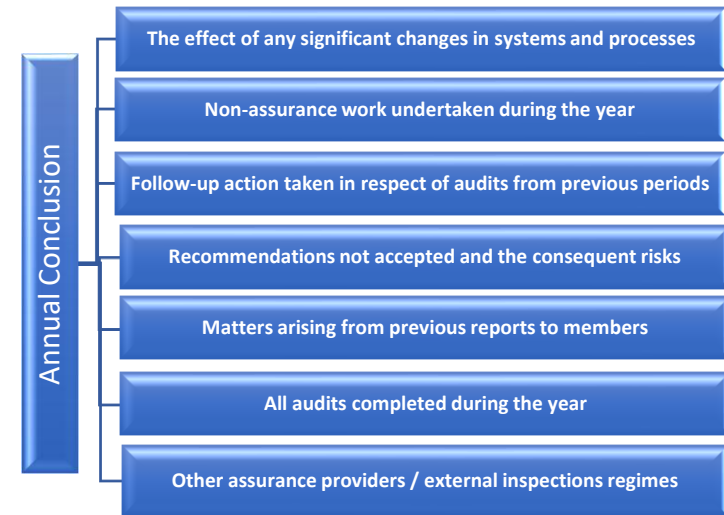 Annual Conclusion
The effect of any significant changes in systems and processes
Non-assurance work undertaken during the year
Follow-up action taken in respect of audits from previous periods
Recommendations not accepted and the consequent risks
Matters arising from previous reports to members
All audits completed during the year
Other assurance providers / external inspections regimes